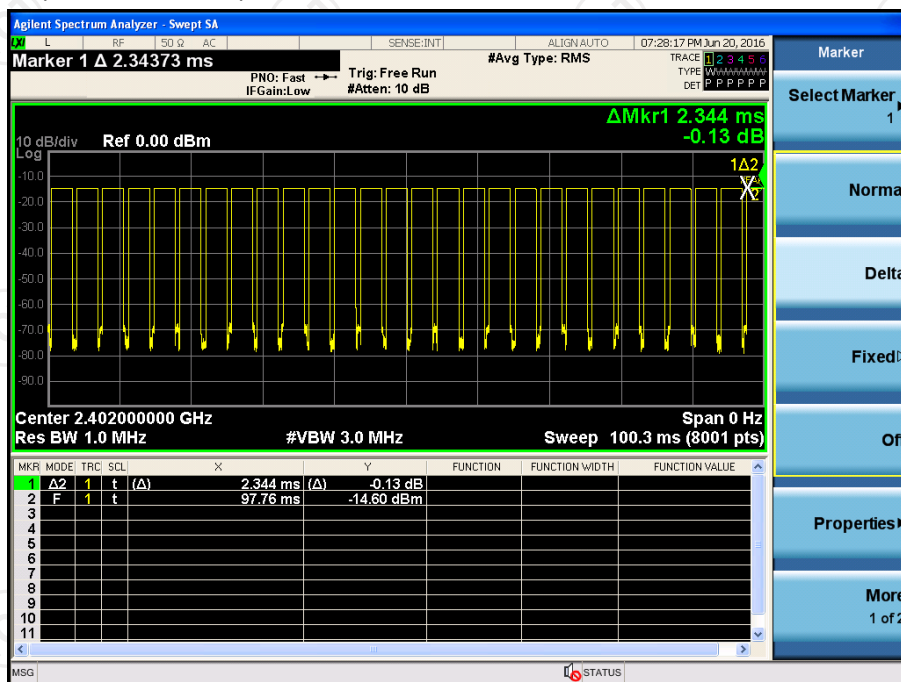 Agilent Spectrum Analyzer - Swept SA
LXI L RF 50 Ω AC SENSE:INT ALIGN AUTO 07:28:17 PM Jun 20, 2016
Marker 1 Δ 2.34373 ms
PNO: Fast
IFGain:Low
Trig: Free Run
#Atten: 10 dB
#Avg Type: RMS
TRACE 1 2 3 4 5 6
TYPE
DET P P P P P P
Marker
Select Marker
1
Norma
Delta
Fixed
Of
Properties
More
1 of 2
ΔMkr1 2.344 ms
-0.13 dB
10 dB/div Ref 0.00 dBm
Log
1Δ2
2
-10.0
-20.0
-30.0
-40.0
-50.0
-60.0
-70.0
-80.0
-90.0
Center 2.402000000 GHz Span 0 Hz
Res BW 1.0 MHz #VBW 3.0 MHz Sweep 100.3 ms (8001 pts)
MKR MODE TRC SCL X Y FUNCTION FUNCTION WIDTH FUNCTION VALUE
1 Δ2 1 t (Δ) 2.344 ms (Δ) -0.13 dB
2 F 1 t 97.76 ms -14.60 dBm
3
4
5
6
7
8
9
10
11
MSG STATUS